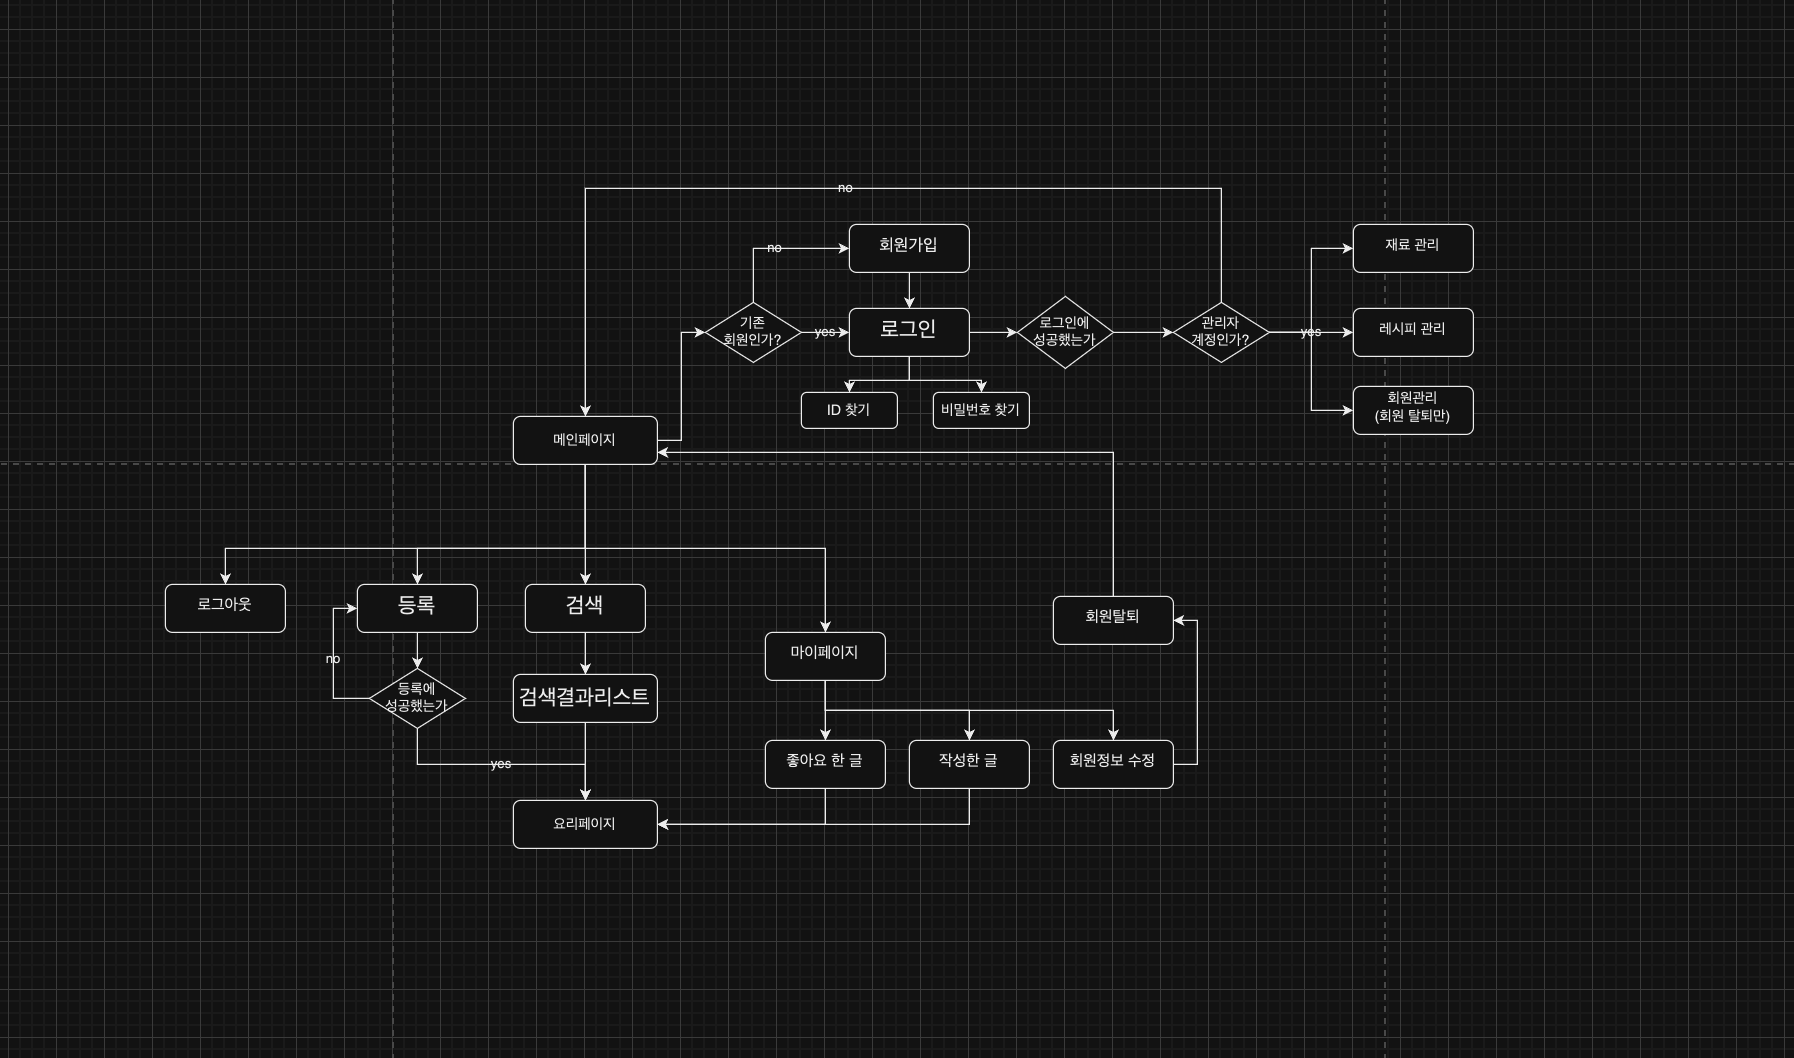 no
no
회원가입
재료 관리
기존
회원인가?
yes
로그인
로그인에
성공했는가
관리자
계정인가?
yes
레시피 관리
ID 찾기
비밀번호 찾기
회원관리
(회원 탈퇴만)
메인페이지
로그아웃
등록
검색
회원탈퇴
no
마이페이지
등록에
성공했는가
검색결과리스트
yes
좋아요 한 글
작성한 글
회원정보 수정
요리페이지